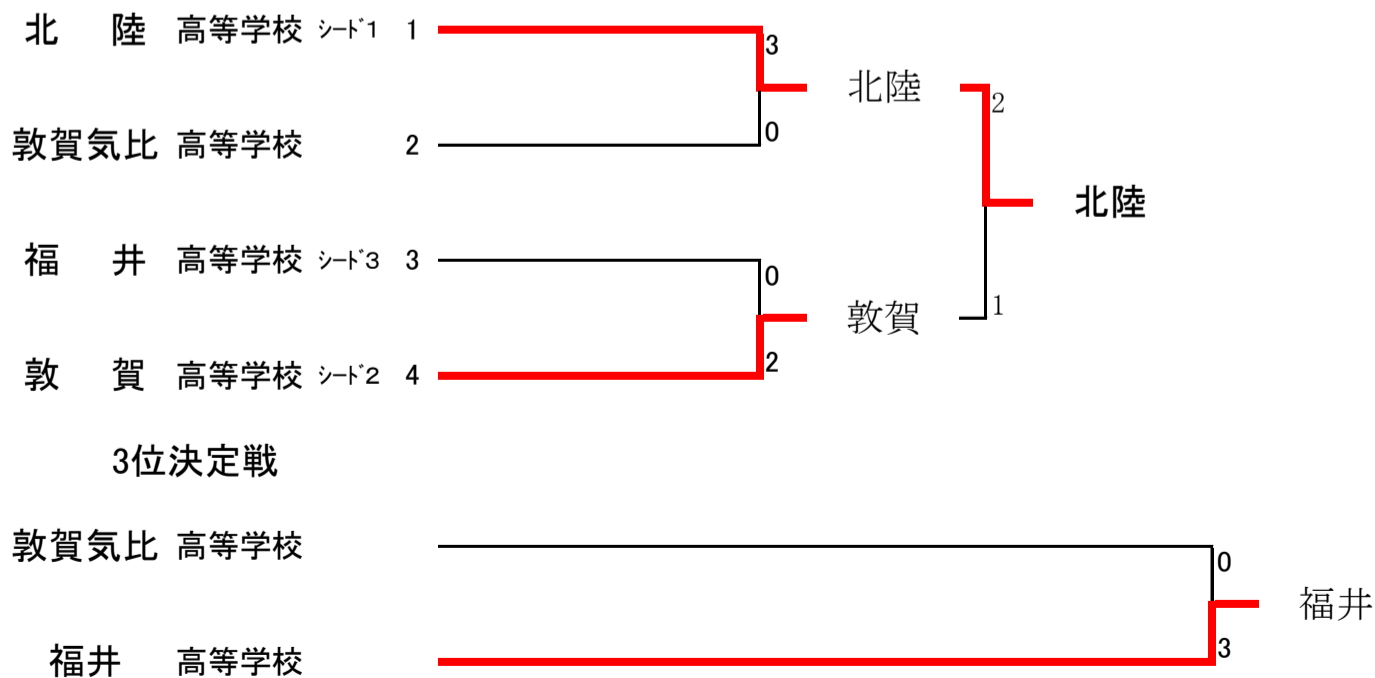 北 陸 高等学校 シード1 1
3
北陸
2
0
敦賀気比 高等学校 2
北陸
福 井 高等学校 シード3 3
0
敦賀
1
2
敦 賀 高等学校 シード2 4
3位決定戦
敦賀気比 高等学校
0
福井
3
福井 高等学校